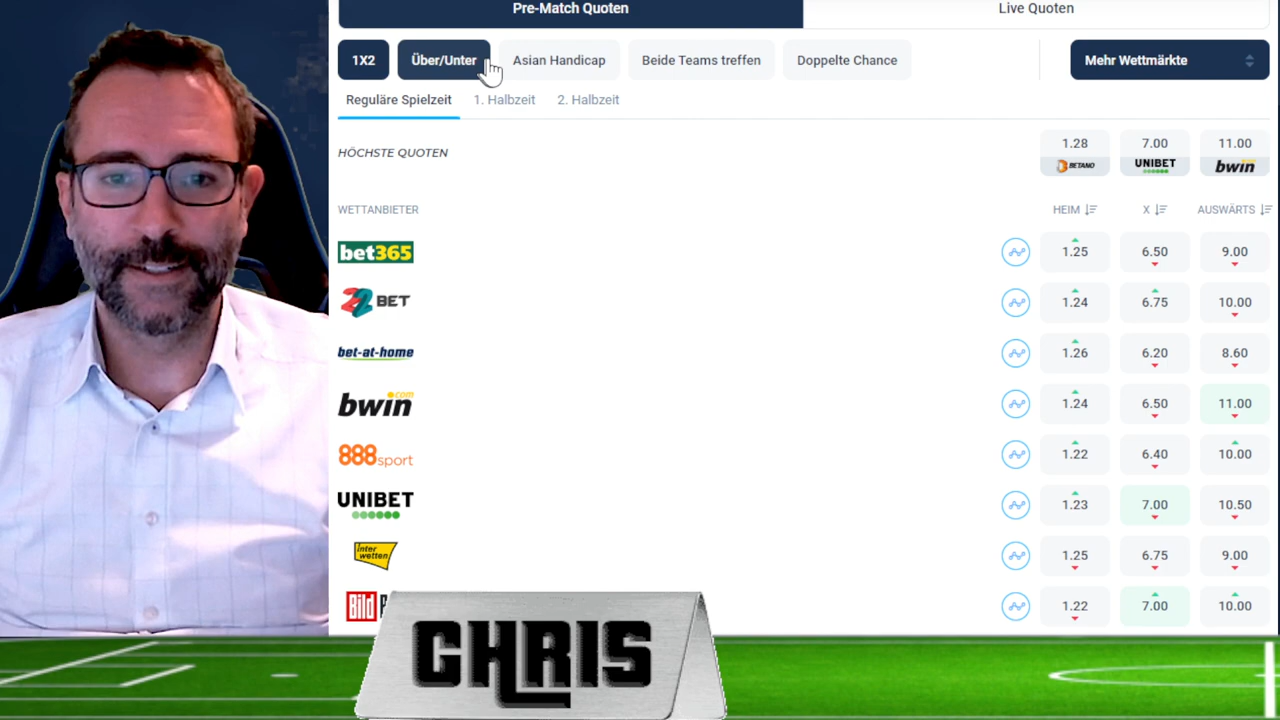 Pre-Match Quoten Live Quoten
1X2 Über/Unter Asian Handicap Beide Teams treffen Doppelte Chance Mehr Wettmärkte
Reguläre Spielzeit 1. Halbzeit 2. Halbzeit
HÖCHSTE QUOTEN 1.28 7.00 11.00
BETANO UNIBET bwin
WETTANBIETER HEIM X AUSWÄRTS
bet365 1.25 6.50 9.00
22 BET 1.24 6.75 10.00
bet-at-home 1.26 6.20 8.60
bwin.com 1.24 6.50 11.00
888sport 1.22 6.40 10.00
UNIBET 1.23 7.00 10.50
inter wetten 1.25 6.75 9.00
Bild 1.22 7.00 10.00
CHRIS